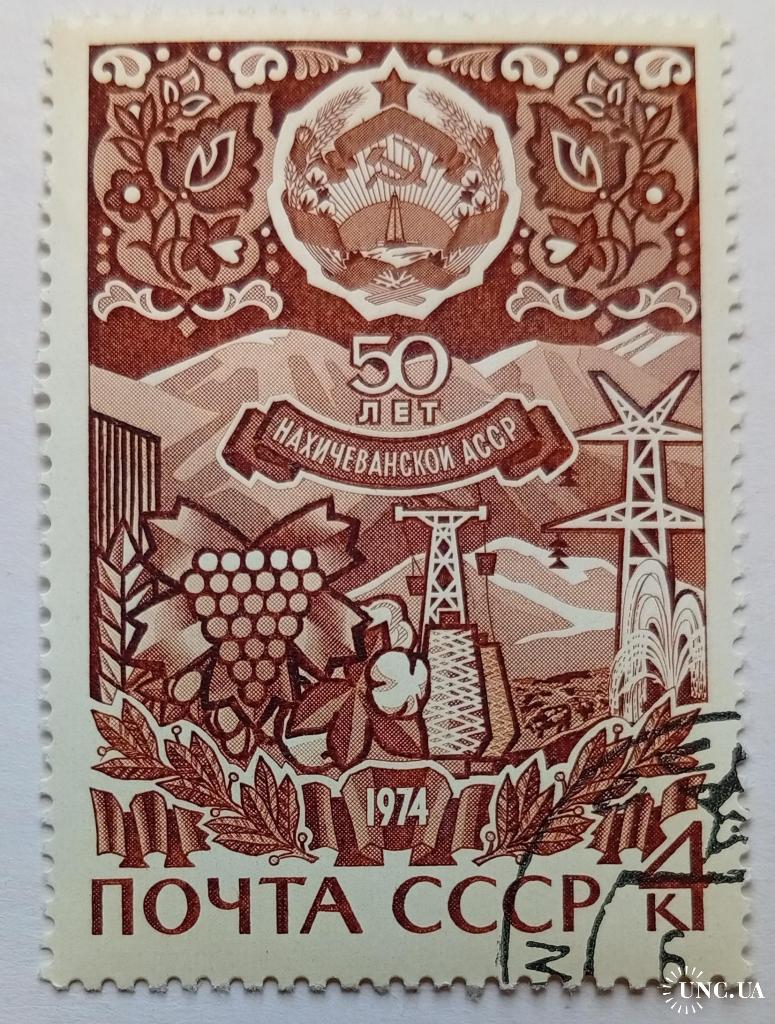 50
ЛЕТ
НАХИЧЕВАНСКОЙ АССР
1974
ПОЧТА СССР 4
К
UNC.UA